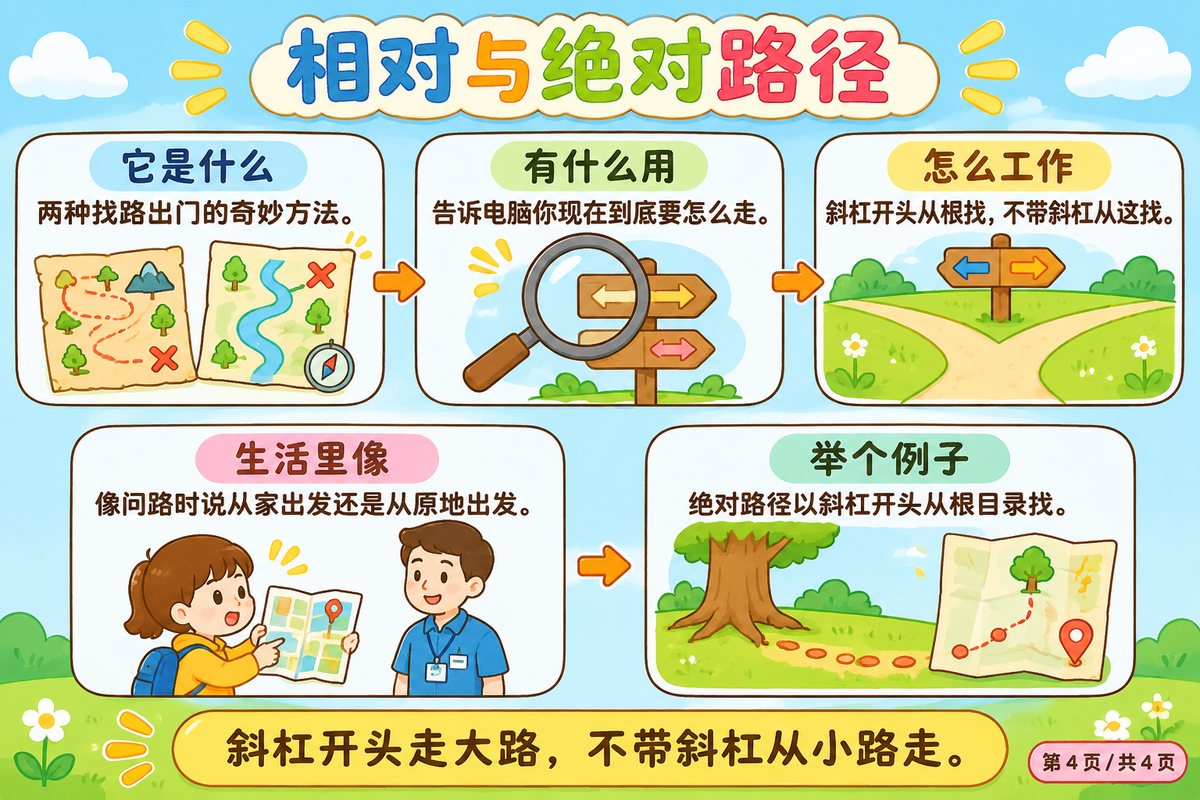 相对与绝对路径
它是什么
两种找路出门的奇妙方法。
有什么用
告诉电脑你现在到底要怎么走。
怎么工作
斜杠开头从根找，不带斜杠从这找。
生活里像
像问路时说从家出发还是从原地出发。
举个例子
绝对路径以斜杠开头从根目录找。
斜杠开头走大路，不带斜杠从小路走。
第4页/共4页